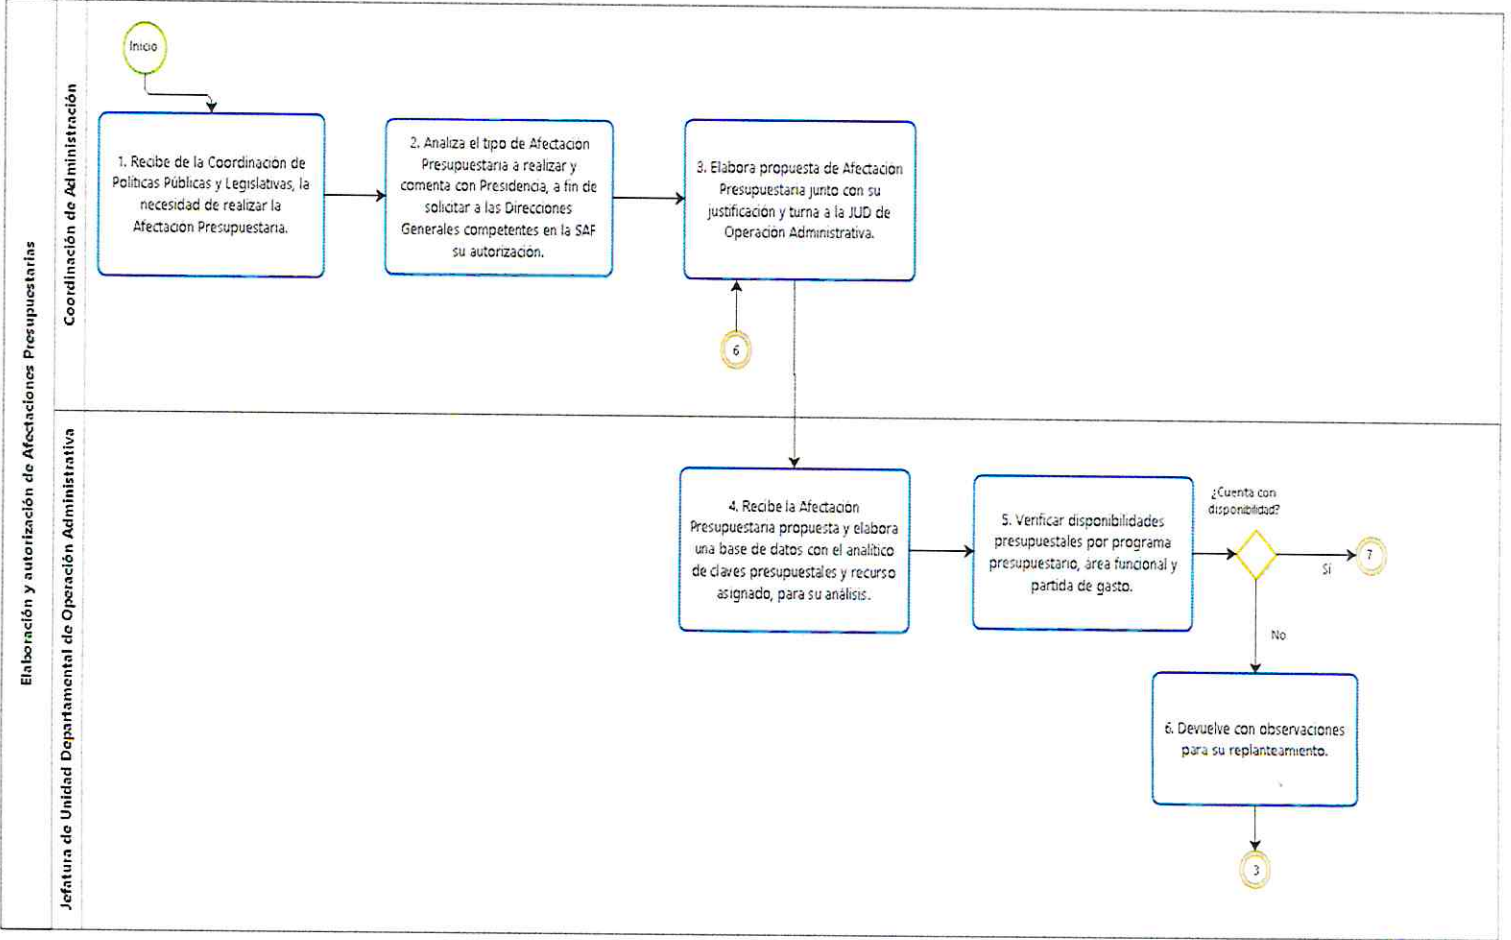 Elaboración y autorización de Afectaciones Presupuestarias
Coordinación de Administración
Inicio
1. Recibe de la Coordinación de
Políticas Públicas y Legislativas, la
necesidad de realizar la
Afectación Presupuestaria.
2. Analiza el tipo de Afectación
Presupuestaria a realizar y
comenta con Presidencia, a fin de
solicitar a las Direcciones
Generales competentes en la SAF
su autorización.
3. Elabora propuesta de Afectación
Presupuestaria junto con su
justificación y turna a la JUD de
Operación Administrativa.
6
Jefatura de Unidad Departamental de Operación Administrativa
4. Recibe la Afectación
Presupuestaria propuesta y elabora
una base de datos con el analítico
de claves presupuestales y recurso
asignado, para su análisis.
5. Verificar disponibilidades
presupuestales por programa
presupuestario, área funcional y
partida de gasto.
¿Cuenta con
disponibilidad?
Sí
7
No
6. Devuelve con observaciones
para su replanteamiento.
3